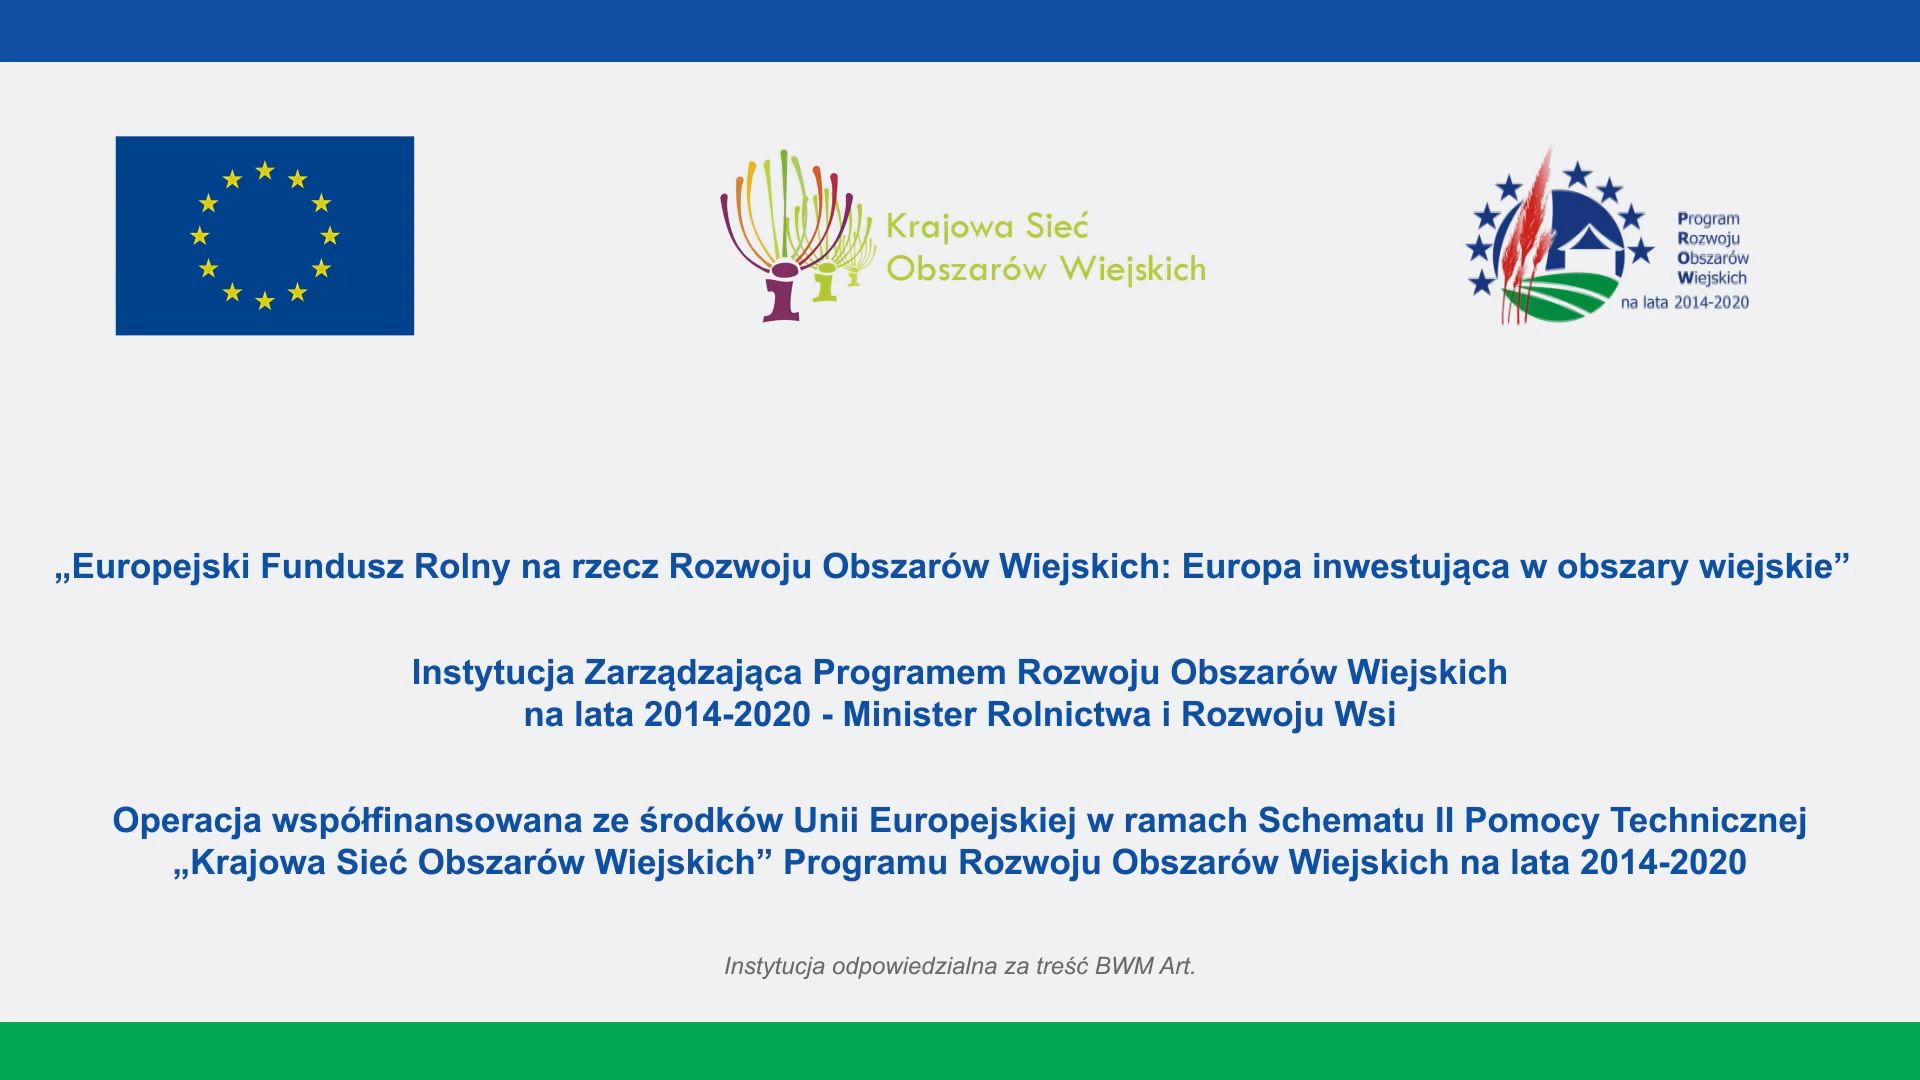 Krajowa Sieć
Obszarów Wiejskich
Program
Rozwoju
Obszarów
Wiejskich
na lata 2014-2020
„Europejski Fundusz Rolny na rzecz Rozwoju Obszarów Wiejskich: Europa inwestująca w obszary wiejskie”
Instytucja Zarządzająca Programem Rozwoju Obszarów Wiejskich
na lata 2014-2020 - Minister Rolnictwa i Rozwoju Wsi
Operacja współfinansowana ze środków Unii Europejskiej w ramach Schematu II Pomocy Technicznej
„Krajowa Sieć Obszarów Wiejskich” Programu Rozwoju Obszarów Wiejskich na lata 2014-2020
Instytucja odpowiedzialna za treść BWM Art.